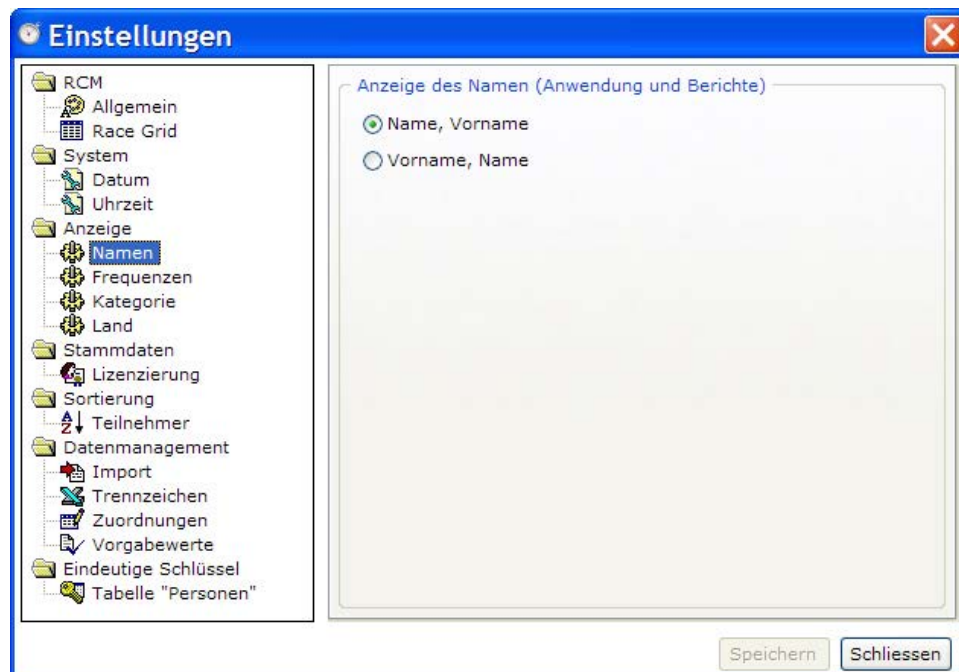 Einstellungen
RCM
Allgemein
Race Grid
System
Datum
Uhrzeit
Anzeige
Namen
Frequenzen
Kategorie
Land
Stammdaten
Lizenzierung
Sortierung
Teilnehmer
Datenmanagement
Import
Trennzeichen
Zuordnungen
Vorgabewerte
Eindeutige Schlüssel
Tabelle "Personen"
Anzeige des Namen (Anwendung und Berichte)
Name, Vorname
Vorname, Name
Speichern
Schliessen